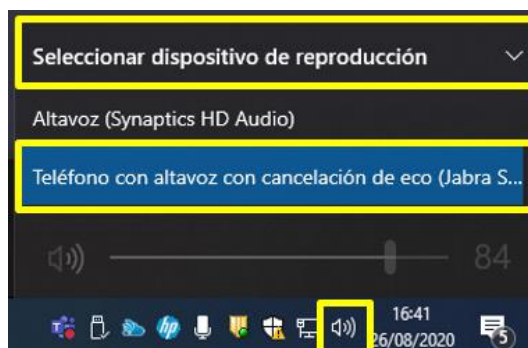 Seleccionar dispositivo de reproducción
Altavoz (Synaptics HD Audio)
Teléfono con altavoz con cancelación de eco (Jabra S...
84
16:41
26/08/2020
5